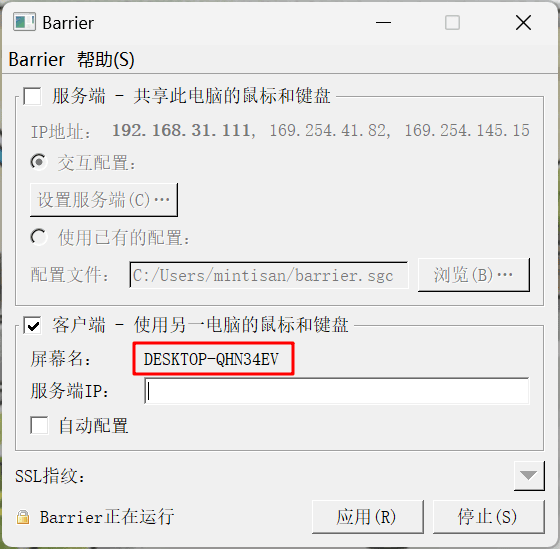 Barrier
Barrier 帮助(S)
服务端 - 共享此电脑的鼠标和键盘
IP地址: 192.168.31.111, 169.254.41.82, 169.254.145.15
交互配置:
设置服务端(C)…
使用已有的配置:
配置文件: C:/Users/mintisan/barrier.sgc 浏览(B)…
客户端 - 使用另一电脑的鼠标和键盘
屏幕名: DESKTOP-QHN34EV
服务端IP:
自动配置
SSL指纹:
Barrier正在运行 应用(R) 停止(S)